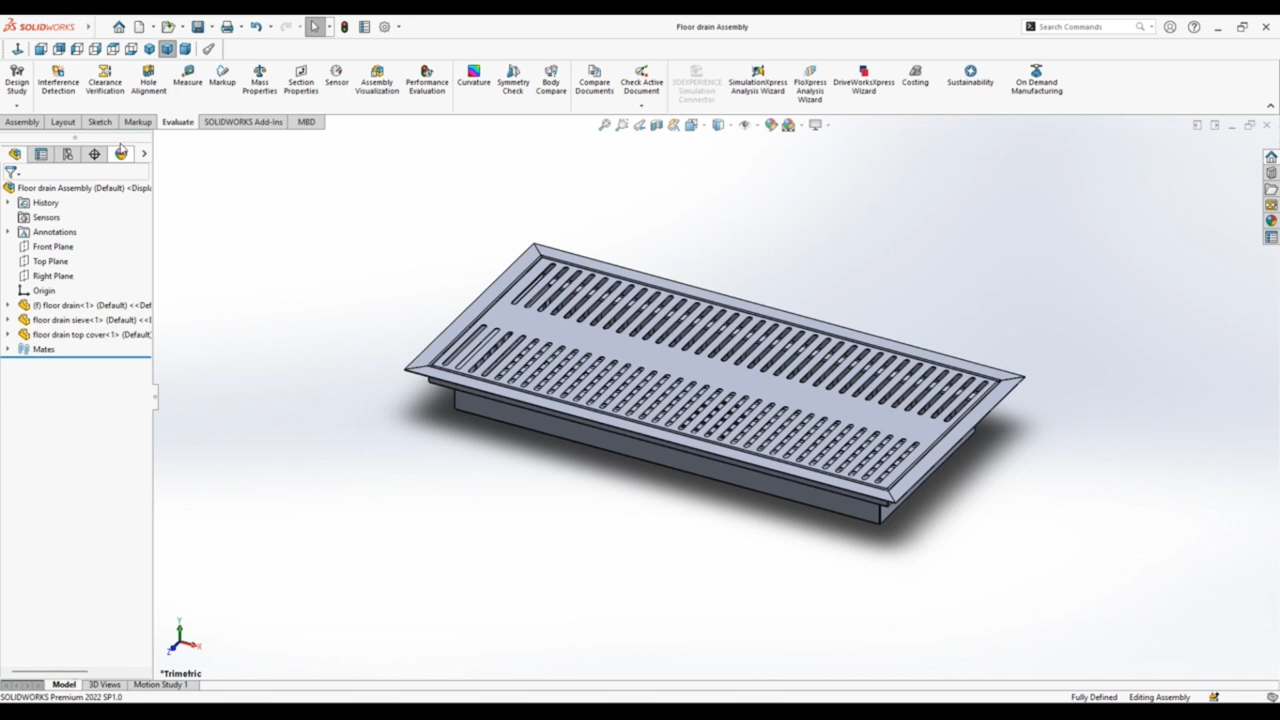 SOLIDWORKS
Floor drain Assembly
Search Commands
Design Study
Interference Detection
Clearance Verification
Hole Alignment
Measure
Markup
Mass Properties
Section Properties
Sensor
Assembly Visualization
Performance Evaluation
Curvature
Symmetry Check
Body Compare
Compare Documents
Check Active Document
3DEXPERIENCE Simulation Connector
SimulationXpress Analysis Wizard
FloXpress Analysis Wizard
DriveWorksXpress Wizard
Costing
Sustainability
On Demand Manufacturing
Assembly
Layout
Sketch
Markup
Evaluate
SOLIDWORKS Add-Ins
MBD
Floor drain Assembly (Default) <Displa
History
Sensors
Annotations
Front Plane
Top Plane
Right Plane
Origin
(f) floor drain<1> (Default) <<Def
floor drain sieve<1> (Default) <<I
floor drain top cover<1> (Default)
Mates
Y
X
Z
*Trimetric
Model
3D Views
Motion Study 1
SOLIDWORKS Premium 2022 SP1.0
Fully Defined
Editing Assembly